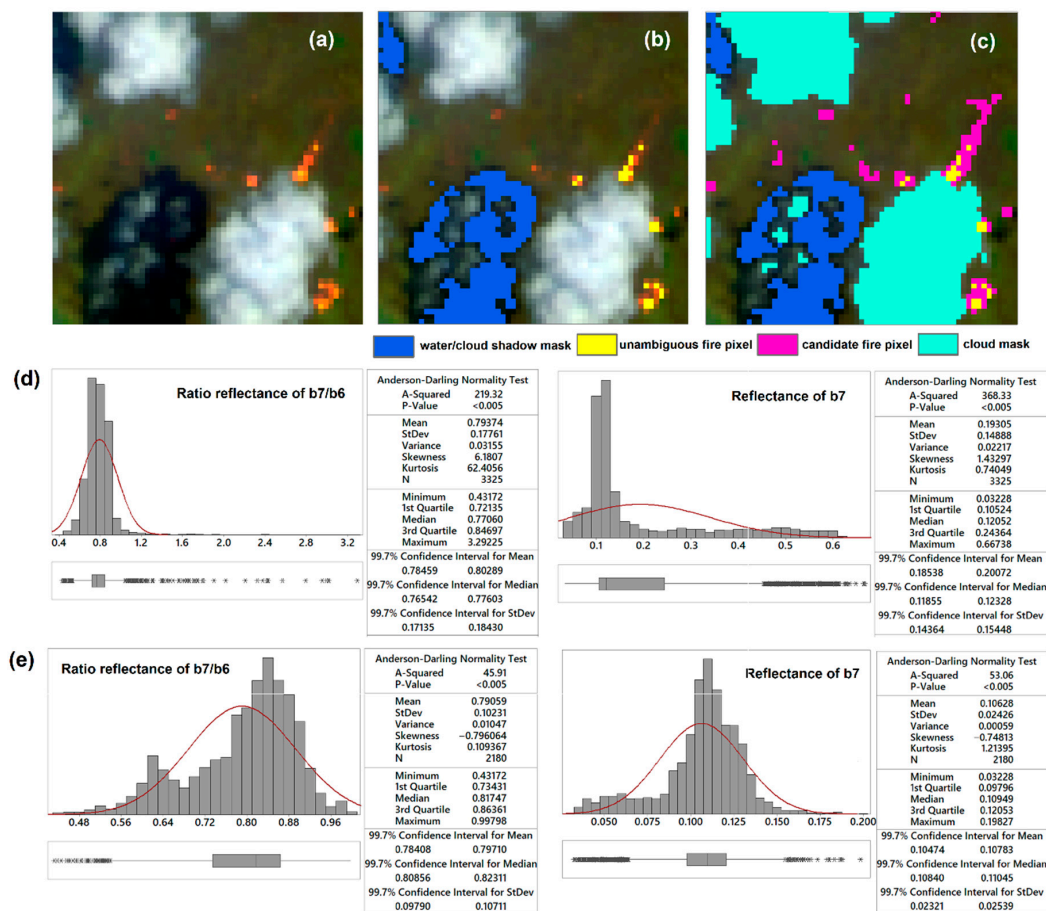 (a) (b) (c)
water/cloud shadow mask unambiguous fire pixel candidate fire pixel cloud mask
(d)
Ratio reflectance of b7/b6
0.4 0.8 1.2 1.6 2.0 2.4 2.8 3.2
Anderson-Darling Normality Test
A-Squared 219.32
P-Value <0.005
Mean 0.79374
StDev 0.17761
Variance 0.03155
Skewness 6.1807
Kurtosis 62.4056
N 3325
Minimum 0.43172
1st Quartile 0.72135
Median 0.77060
3rd Quartile 0.84697
Maximum 3.29225
99.7% Confidence Interval for Mean
0.78459 0.80289
99.7% Confidence Interval for Median
0.76542 0.77603
99.7% Confidence Interval for StDev
0.17135 0.18430
Reflectance of b7
0.1 0.2 0.3 0.4 0.5 0.6
Anderson-Darling Normality Test
A-Squared 368.33
P-Value <0.005
Mean 0.19305
StDev 0.14888
Variance 0.02217
Skewness 1.43297
Kurtosis 0.74049
N 3325
Minimum 0.03228
1st Quartile 0.10524
Median 0.12052
3rd Quartile 0.24364
Maximum 0.66738
99.7% Confidence Interval for Mean
0.18538 0.20072
99.7% Confidence Interval for Median
0.11855 0.12328
99.7% Confidence Interval for StDev
0.14364 0.15448
(e)
Ratio reflectance of b7/b6
0.48 0.56 0.64 0.72 0.80 0.88 0.96
Anderson-Darling Normality Test
A-Squared 45.91
P-Value <0.005
Mean 0.79059
StDev 0.10231
Variance 0.01047
Skewness −0.796064
Kurtosis 0.109367
N 2180
Minimum 0.43172
1st Quartile 0.73431
Median 0.81747
3rd Quartile 0.86361
Maximum 0.99798
99.7% Confidence Interval for Mean
0.78408 0.79710
99.7% Confidence Interval for Median
0.80856 0.82311
99.7% Confidence Interval for StDev
0.09790 0.10711
Reflectance of b7
0.050 0.075 0.100 0.125 0.150 0.175 0.200
Anderson-Darling Normality Test
A-Squared 53.06
P-Value <0.005
Mean 0.10628
StDev 0.02426
Variance 0.00059
Skewness −0.74813
Kurtosis 1.21395
N 2180
Minimum 0.03228
1st Quartile 0.09796
Median 0.10949
3rd Quartile 0.12053
Maximum 0.19827
99.7% Confidence Interval for Mean
0.10474 0.10783
99.7% Confidence Interval for Median
0.10840 0.11045
99.7% Confidence Interval for StDev
0.02321 0.02539